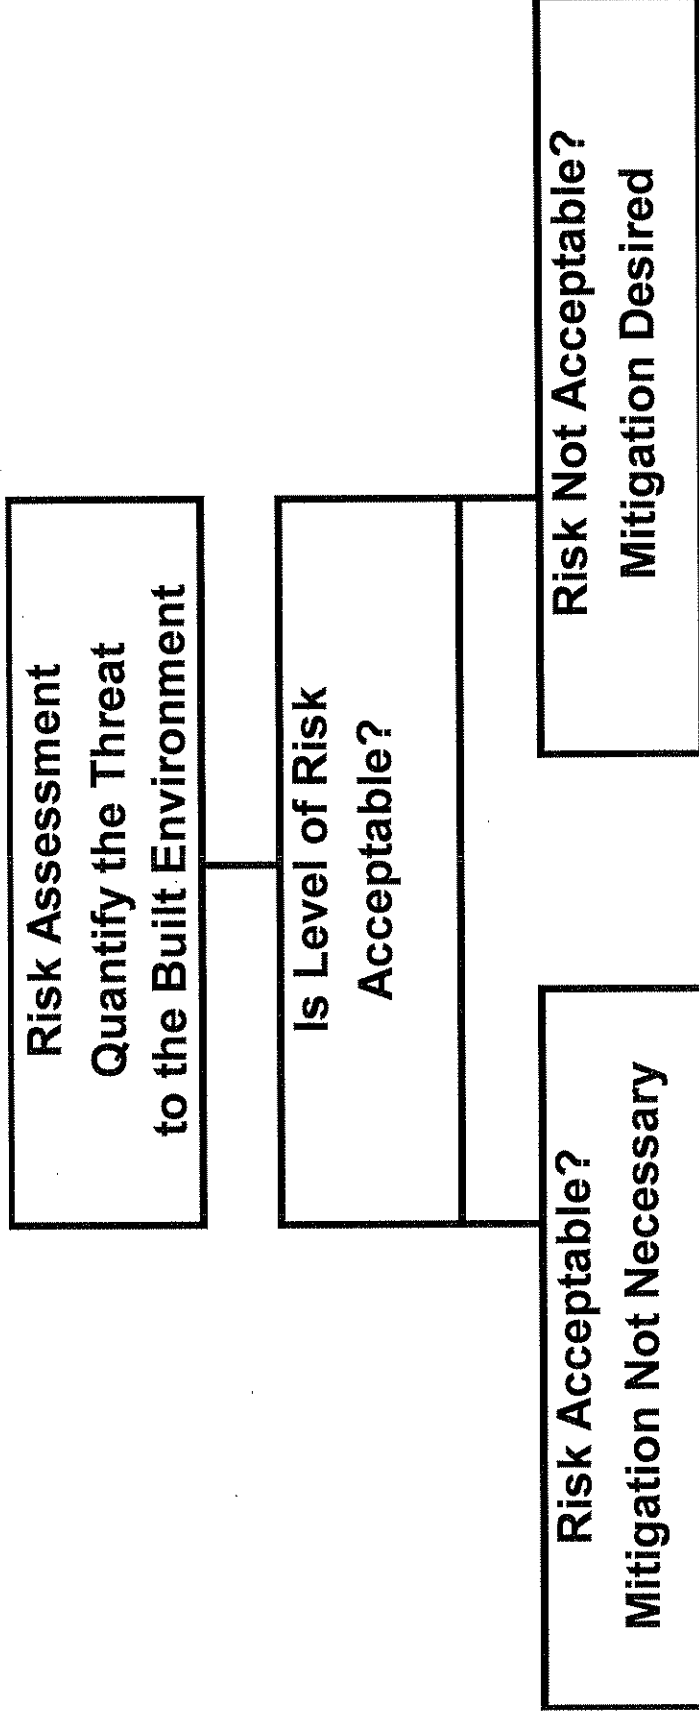 Risk Assessment
Quantify the Threat
to the Built Environment
Is Level of Risk
Acceptable?
Risk Acceptable?
Mitigation Not Necessary
Risk Not Acceptable?
Mitigation Desired